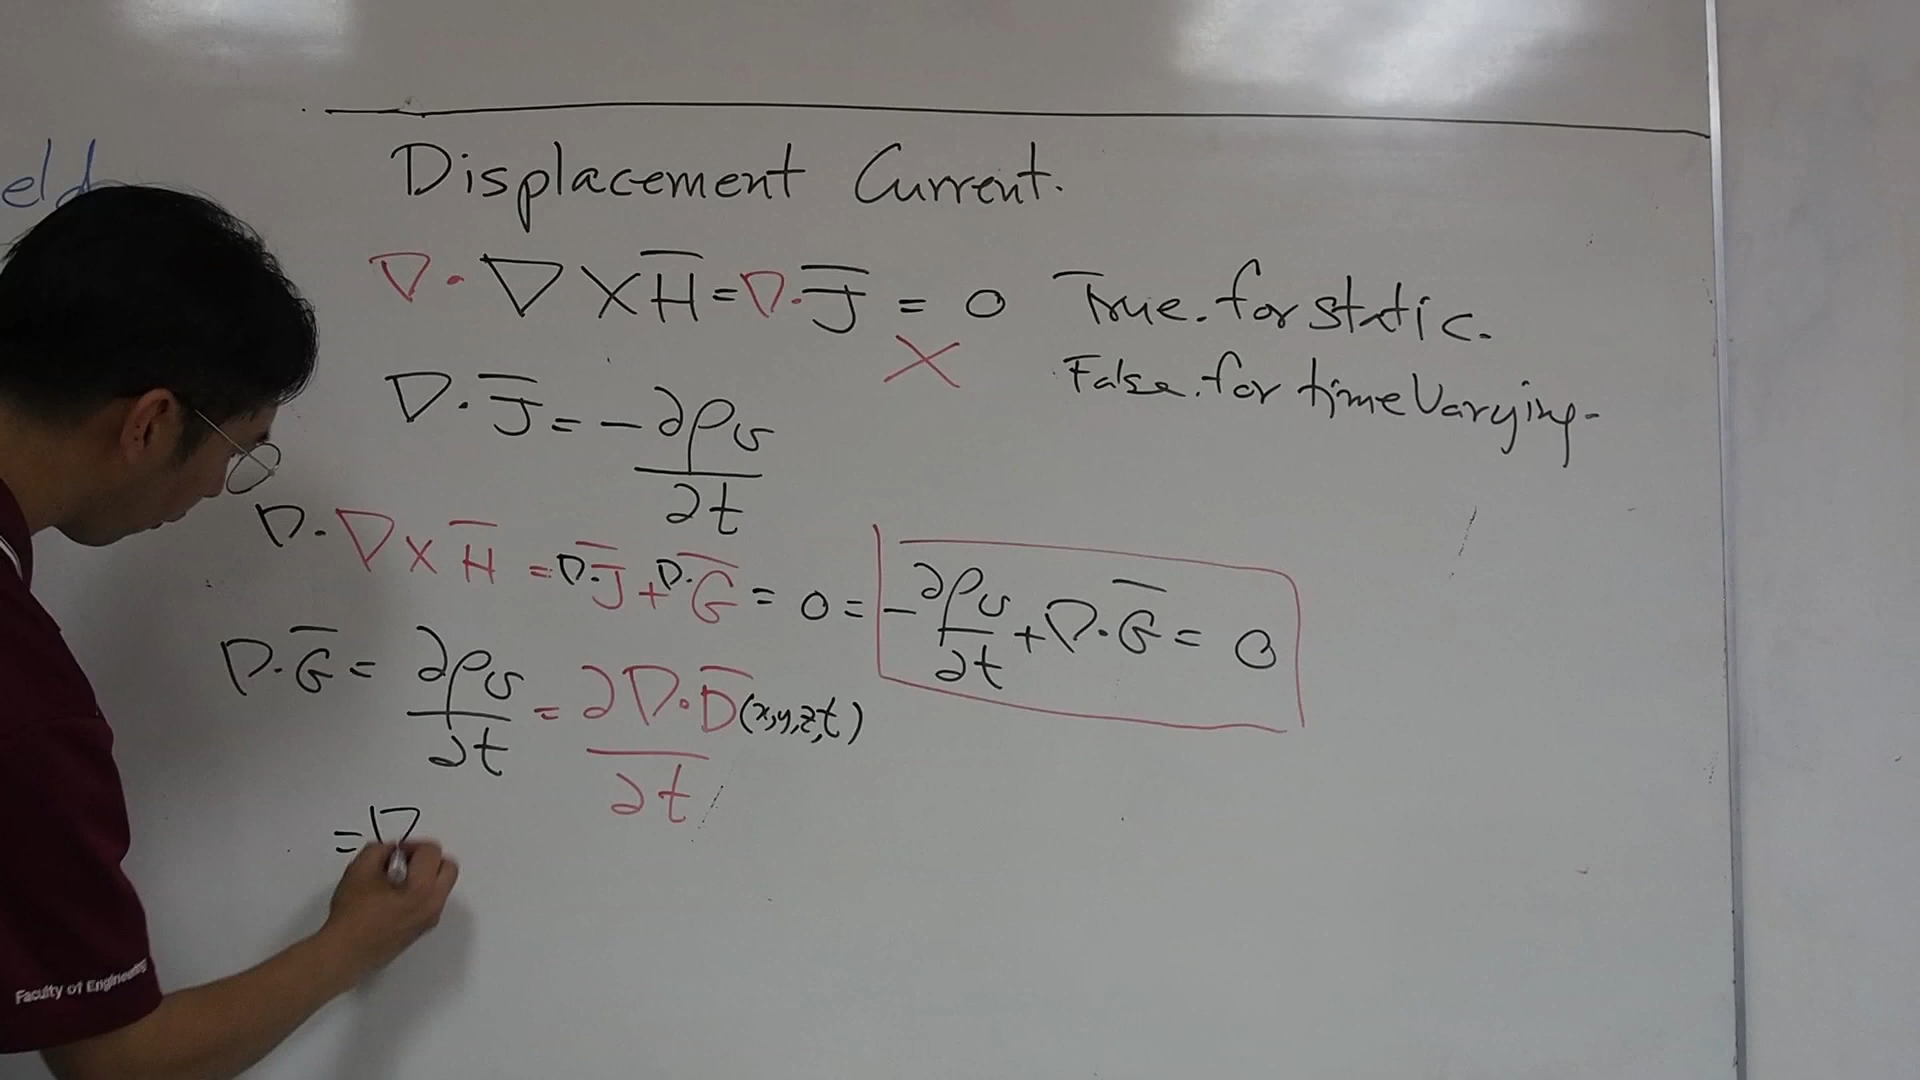 eld
Displacement Current.
∇·∇×H̅=∇·J̅ = 0 True. for static.
× False. for time Varying-
∇·J̅=-∂ρᵥ/∂t
∇·∇×H̅ =∇·J̅+∇·G̅ = 0 = -∂ρᵥ/∂t+∇·G̅= 0
∇·G̅= ∂ρᵥ/∂t = ∂∇·D̅(x,y,z,t)/∂t
=∇
Faculty of Engineering